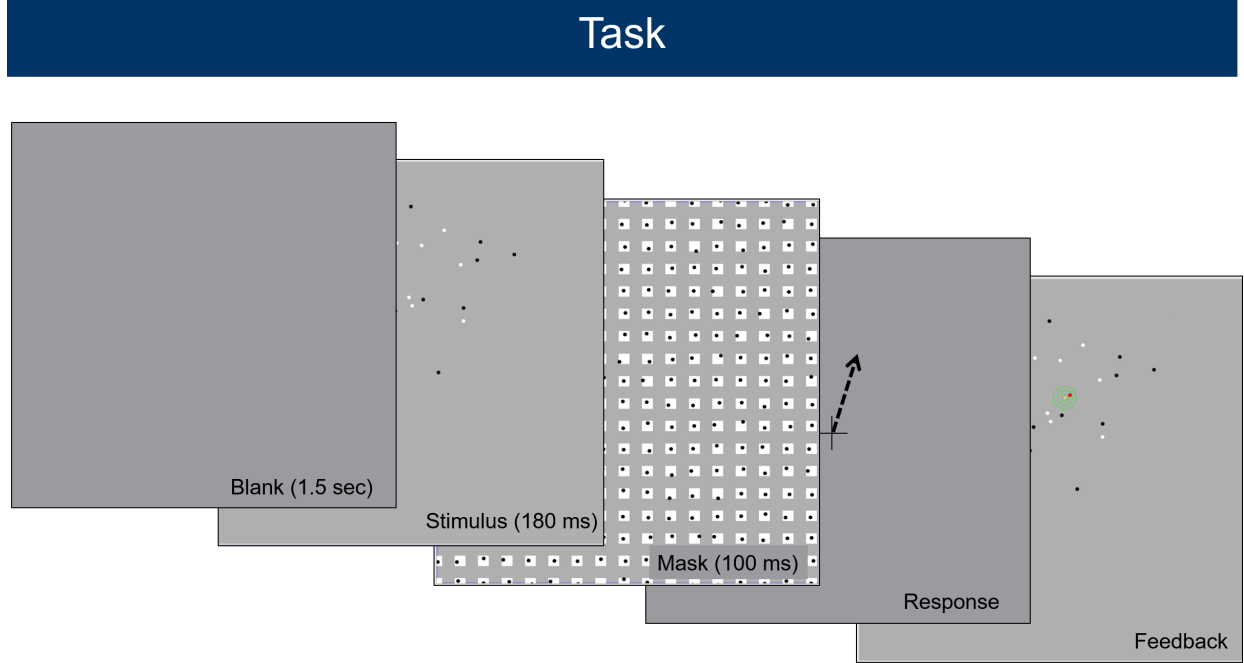 Task
Blank (1.5 sec)
Stimulus (180 ms)
Mask (100 ms)
Response
Feedback